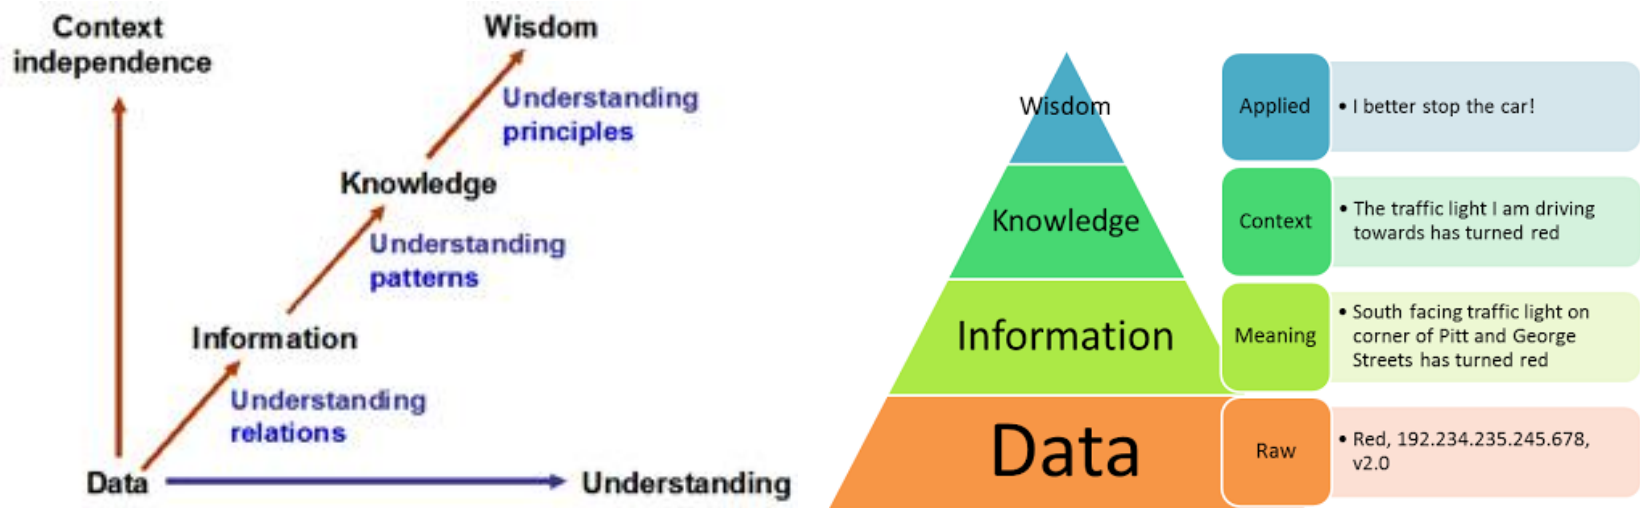 Context
independence
Wisdom
Understanding
principles
Knowledge
Understanding
patterns
Information
Understanding
relations
Data
Understanding
Wisdom
Applied
• I better stop the car!
Knowledge
Context
• The traffic light I am driving
towards has turned red
Information
Meaning
• South facing traffic light on
corner of Pitt and George
Streets has turned red
Data
Raw
• Red, 192.234.235.245.678,
v2.0